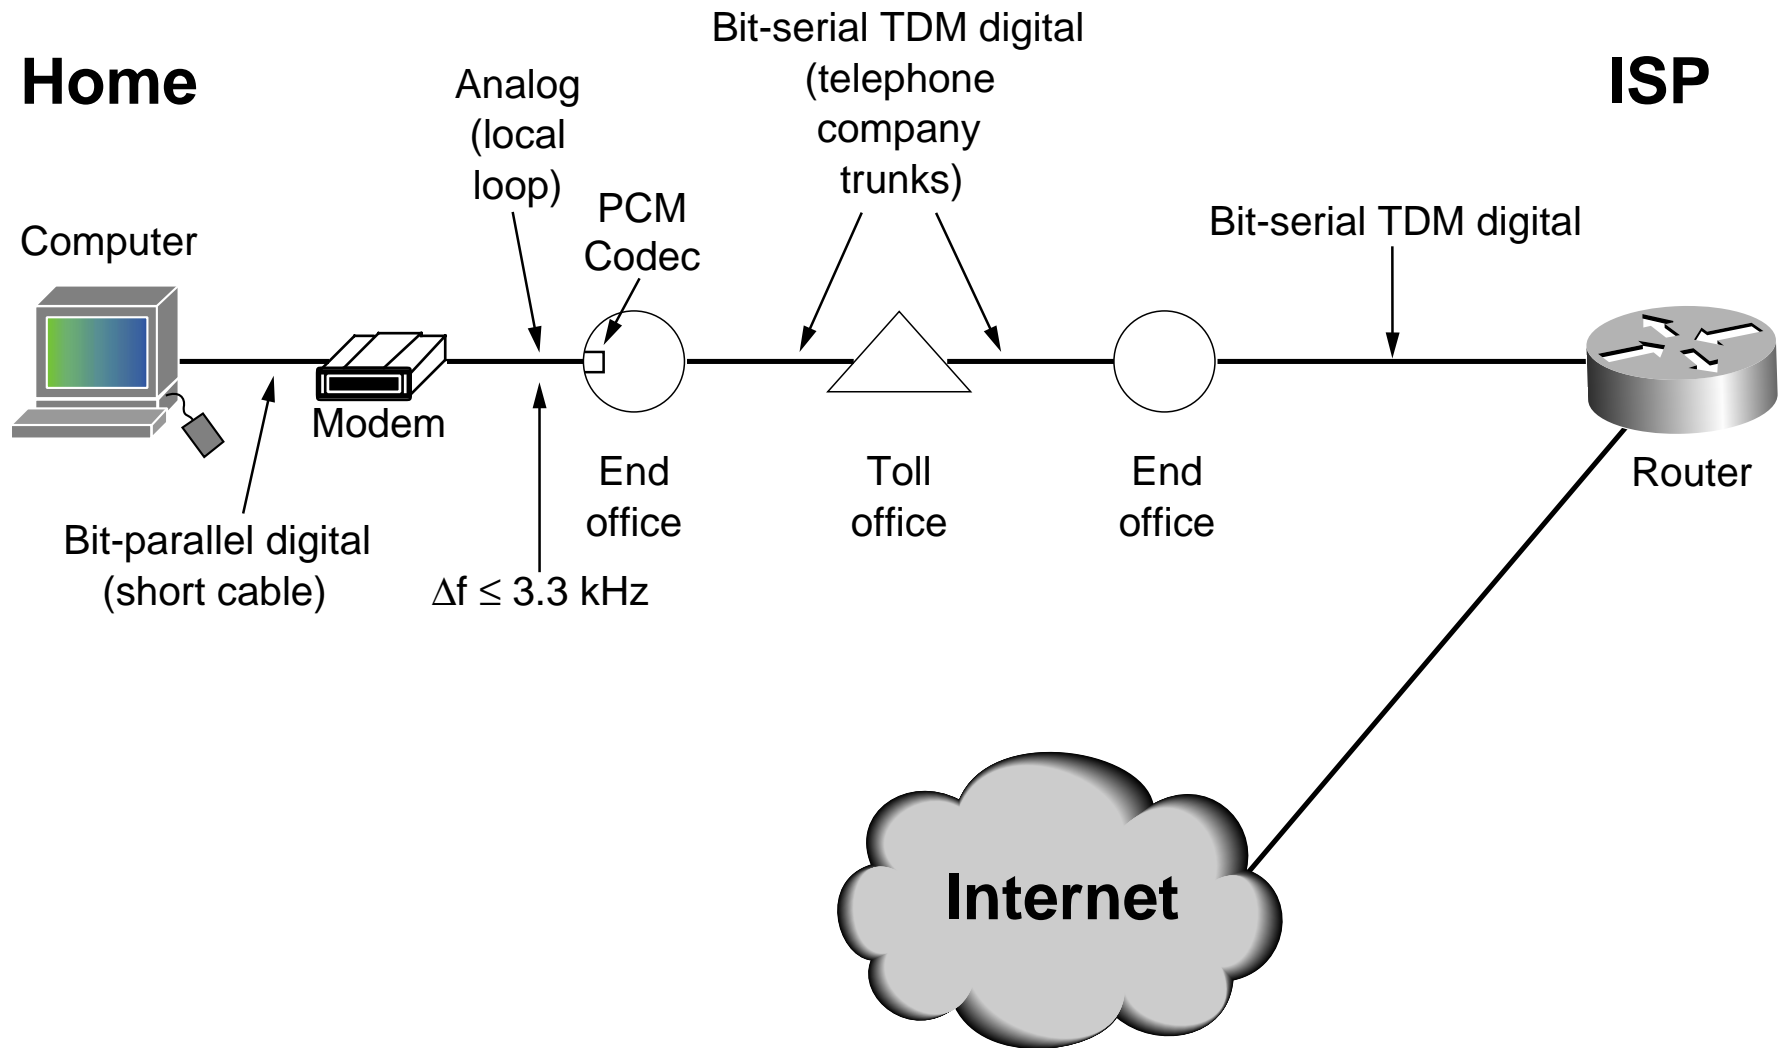 Bit-serial TDM digital
(telephone
company
trunks)
Home
Analog
(local
loop)
ISP
PCM
Codec
Bit-serial TDM digital
Computer
Modem
End
office
Toll
office
End
office
Router
Bit-parallel digital
(short cable)
Δf ≤ 3.3 kHz
Internet